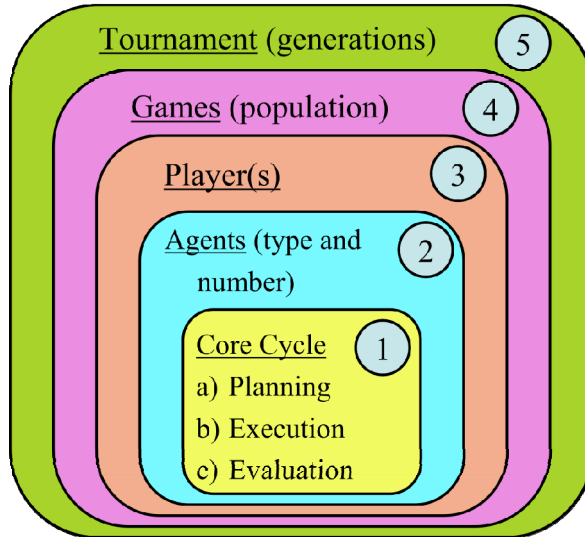 Tournament (generations) 5
Games (population) 4
Player(s) 3
Agents (type and 2
number)
Core Cycle 1
a) Planning
b) Execution
c) Evaluation